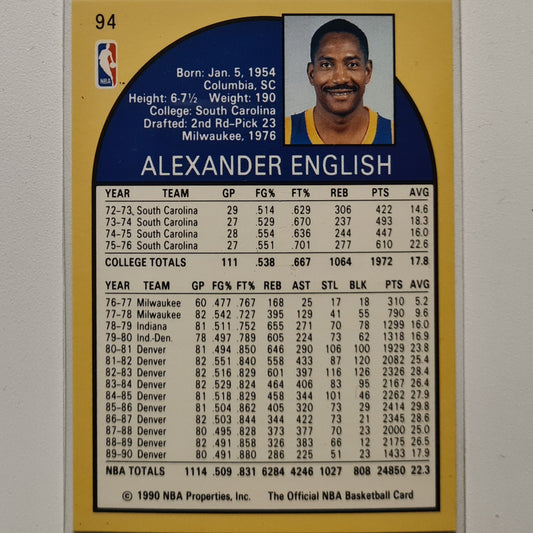 94
NBA
Born: Jan. 5, 1954
Columbia, SC
Height: 6-7½ Weight: 190
College: South Carolina
Drafted: 2nd Rd-Pick 23
Milwaukee, 1976
ALEXANDER ENGLISH
YEAR TEAM GP FG% FT% REB PTS AVG
72-73, South Carolina 29 .514 .629 306 422 14.6
73-74 South Carolina 27 .529 .670 237 493 18.3
74-75 South Carolina 28 .554 .636 244 447 16.0
75-76 South Carolina 27 .551 .701 277 610 22.6
COLLEGE TOTALS 111 .538 .667 1064 1972 17.8
YEAR TEAM GP FG% FT% REB AST STL BLK PTS AVG
76-77 Milwaukee 60 .477 .767 168 25 17 18 310 5.2
77-78 Milwaukee 82 .542 .727 395 129 41 55 790 9.6
78-79 Indiana 81 .511 .752 655 271 70 78 1299 16.0
79-80 Ind.-Den. 78 .497 .789 605 224 73 62 1318 16.9
80-81 Denver 81 .494 .850 646 290 106 100 1929 23.8
81-82 Denver 82 .551 .840 558 433 87 120 2082 25.4
82-83 Denver 82 .516 .829 601 397 116 126 2326 28.4
83-84 Denver 82 .529 .824 464 406 83 95 2167 26.4
84-85 Denver 81 .518 .829 458 344 101 46 2262 27.9
85-86 Denver 81 .504 .862 405 320 73 29 2414 29.8
86-87 Denver 82 .503 .844 344 422 73 21 2345 28.6
87-88 Denver 80 .495 .828 373 377 70 23 2000 25.0
88-89 Denver 82 .491 .858 326 383 66 12 2175 26.5
89-90 Denver 80 .491 .880 286 225 51 23 1433 17.9
NBA TOTALS 1114 .509 .831 6284 4246 1027 808 24850 22.3
© 1990 NBA Properties, Inc. The Official NBA Basketball Card